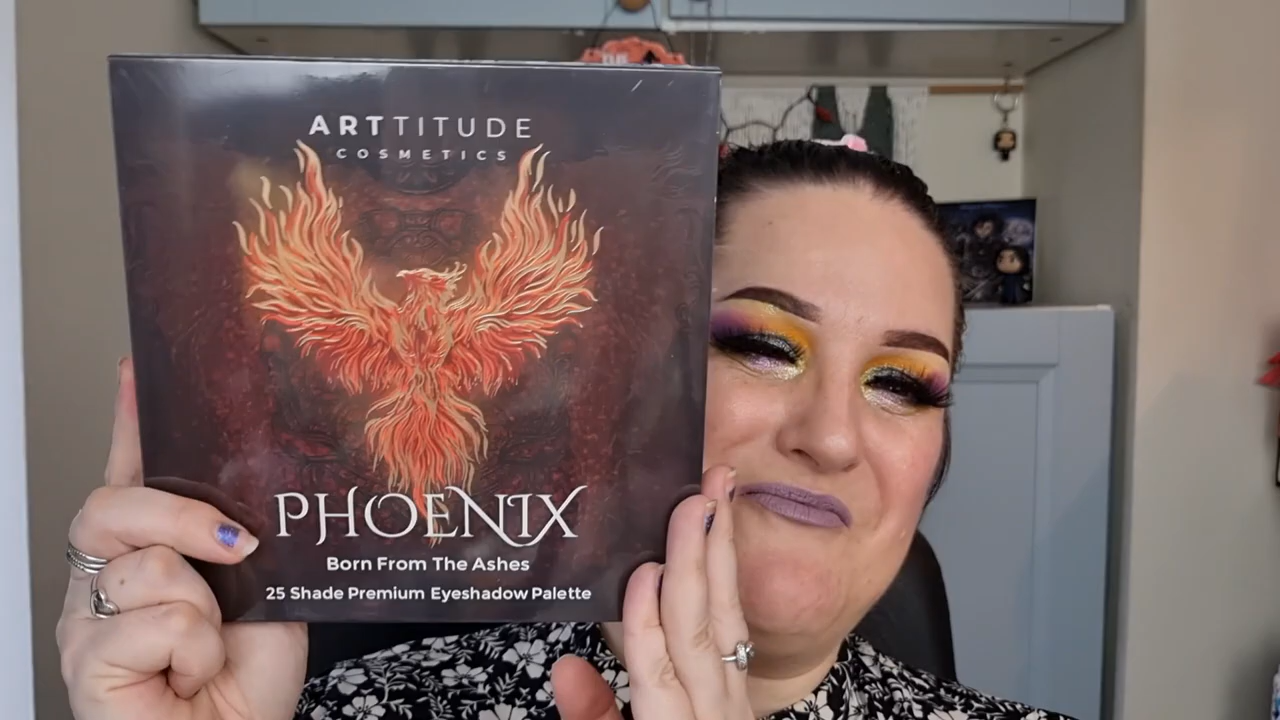 ARTTITUDE
COSMETICS
PHOENIX
Born From The Ashes
25 Shade Premium Eyeshadow Palette